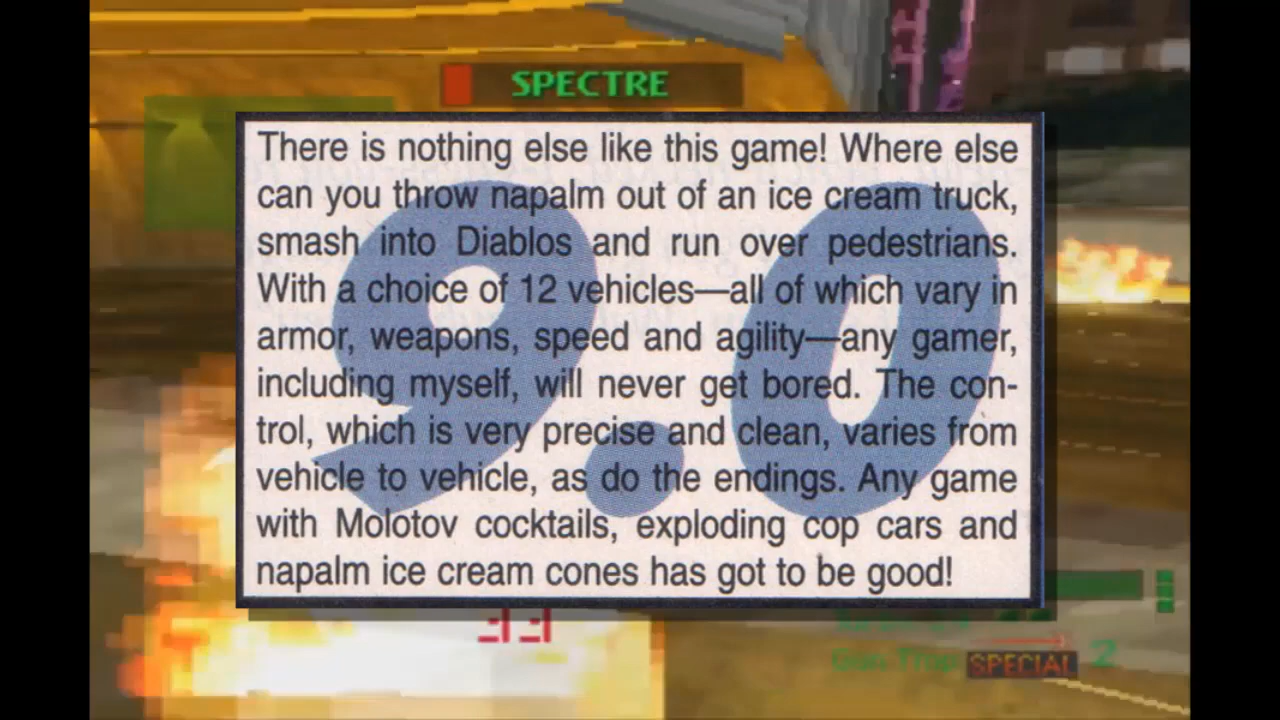 SPECTRE
There is nothing else like this game! Where else
can you throw napalm out of an ice cream truck,
smash into Diablos and run over pedestrians.
With a choice of 12 vehicles—all of which vary in
armor, weapons, speed and agility—any gamer,
including myself, will never get bored. The con-
trol, which is very precise and clean, varies from
vehicle to vehicle, as do the endings. Any game
with Molotov cocktails, exploding cop cars and
napalm ice cream cones has got to be good!
9.0
Gun Trop SPECIAL 2